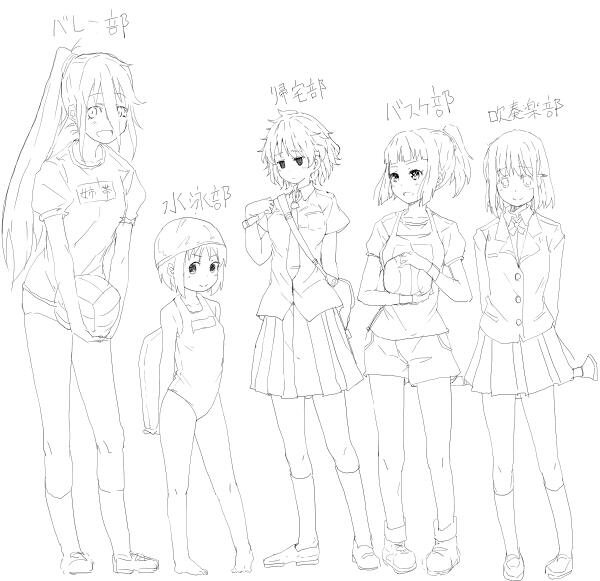 バレー部
帰宅部
バスケ部
吹奏楽部
水泳部